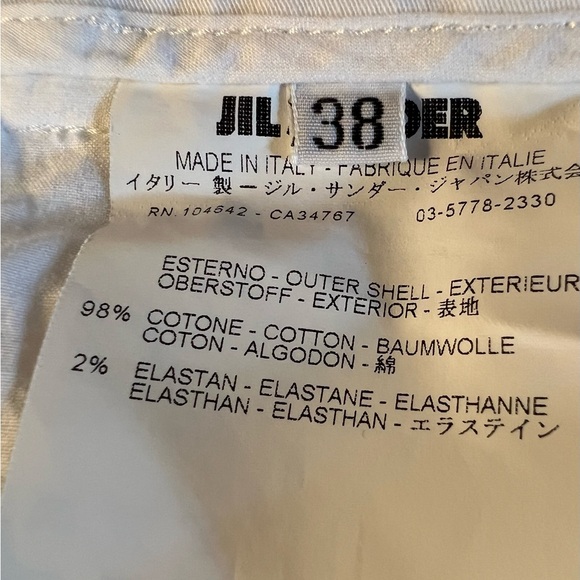 JIL 38 DER
MADE IN ITALY - FABRIQUE EN ITALIE
イタリー 製 ージル・サンダー・ジャパン株式会
RN.104642 - CA34767 03-5778-2330
ESTERNO - OUTER SHELL - EXTERIEUR
OBERSTOFF - EXTERIOR - 表地
98% COTONE - COTTON - BAUMWOLLE
COTON - ALGODON - 綿
2% ELASTAN - ELASTANE - ELASTHANNE
ELASTHAN - ELASTHAN - エラステイン